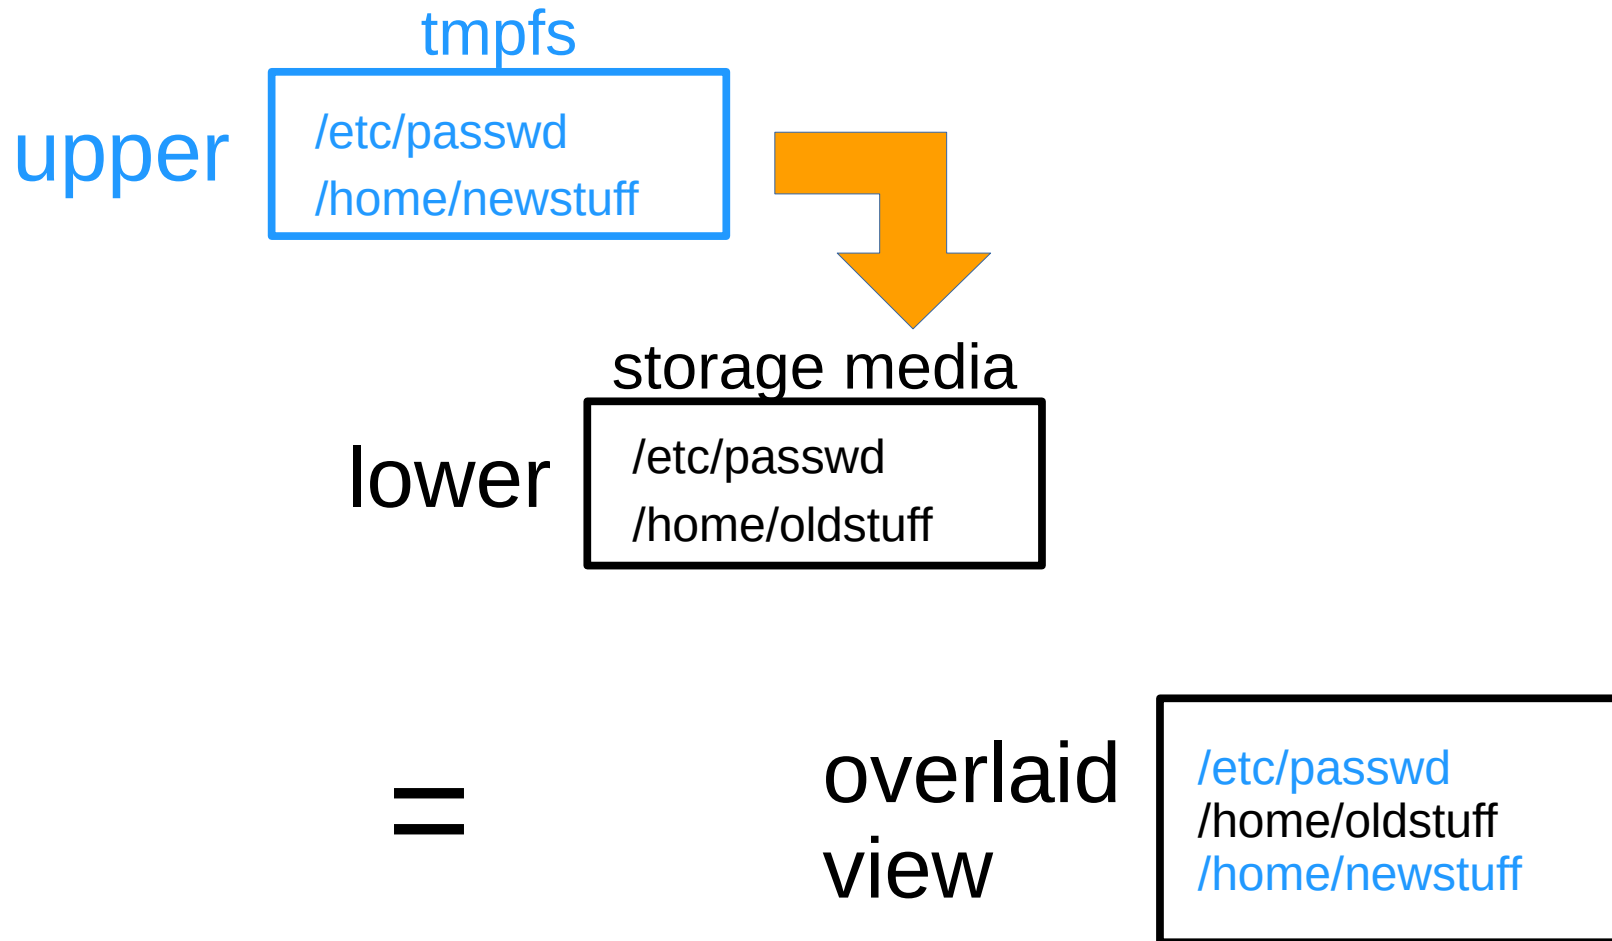 tmpfs
upper
/etc/passwd
/home/newstuff
storage media
lower
/etc/passwd
/home/oldstuff
=
overlaid
view
/etc/passwd
/home/oldstuff
/home/newstuff